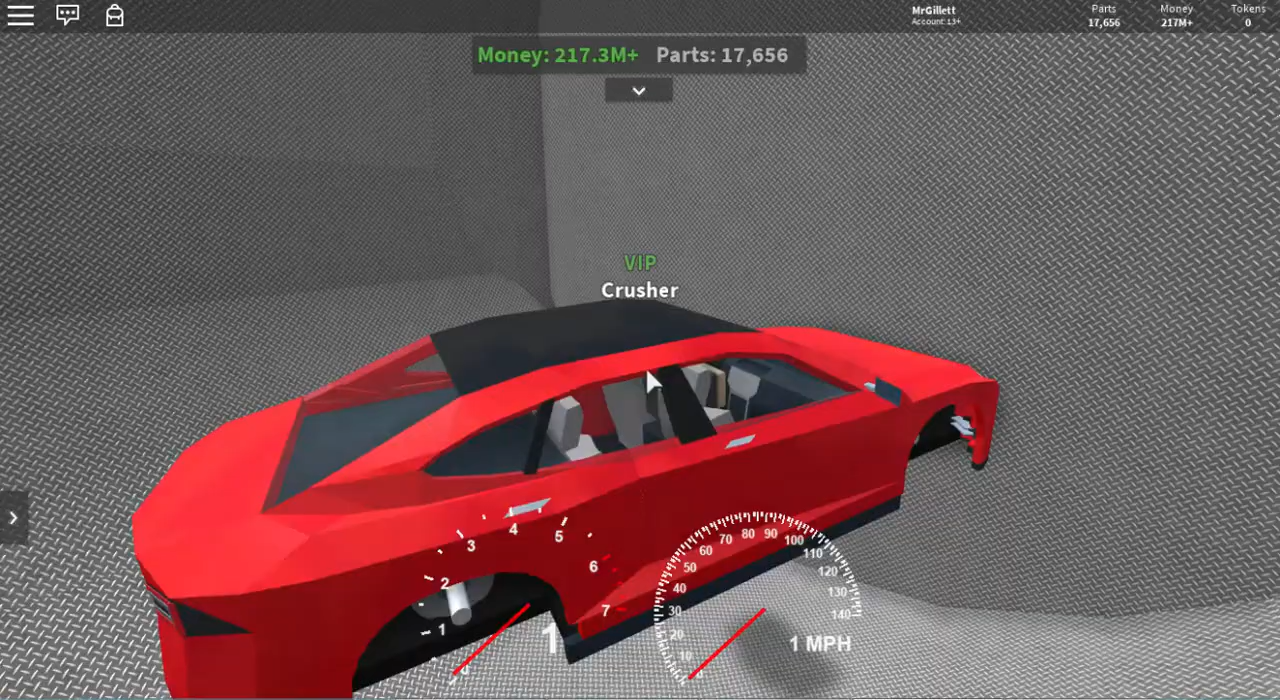 MrGillett
Account: 13+
Parts
17,656
Money
217M+
Tokens
0
Money: 217.3M+ Parts: 17,656
VIP
Crusher
1
2
3
4
5
6
7
1
10
20
30
40
50
60
70
80
90
100
110
120
130
140
1 MPH